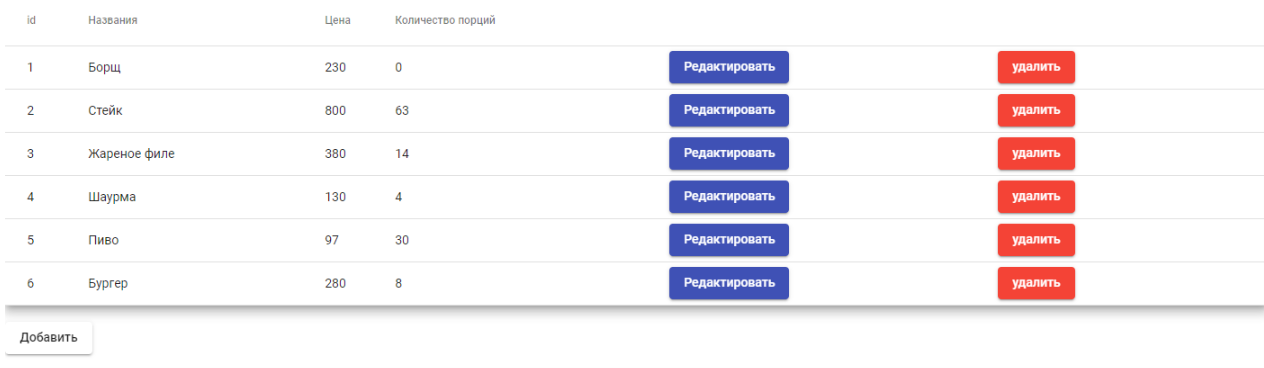 id Названия Цена Количество порций
1 Борщ 230 0 Редактировать удалить
2 Стейк 800 63 Редактировать удалить
3 Жареное филе 380 14 Редактировать удалить
4 Шаурма 130 4 Редактировать удалить
5 Пиво 97 30 Редактировать удалить
6 Бургер 280 8 Редактировать удалить
Добавить